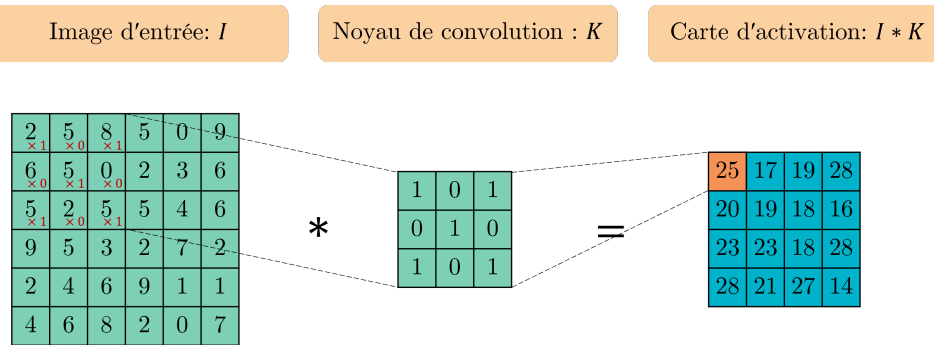 Image d'entrée: I
Noyau de convolution : K
Carte d'activation: I ∗ K
2 5 8 5 0 9
×1 ×0 ×1
6 5 0 2 3 6
×0 ×1 ×0
5 2 5 5 4 6
×1 ×0 ×1
9 5 3 2 7 2
2 4 6 9 1 1
4 6 8 2 0 7
*
1 0 1
0 1 0
1 0 1
=
25 17 19 28
20 19 18 16
23 23 18 28
28 21 27 14